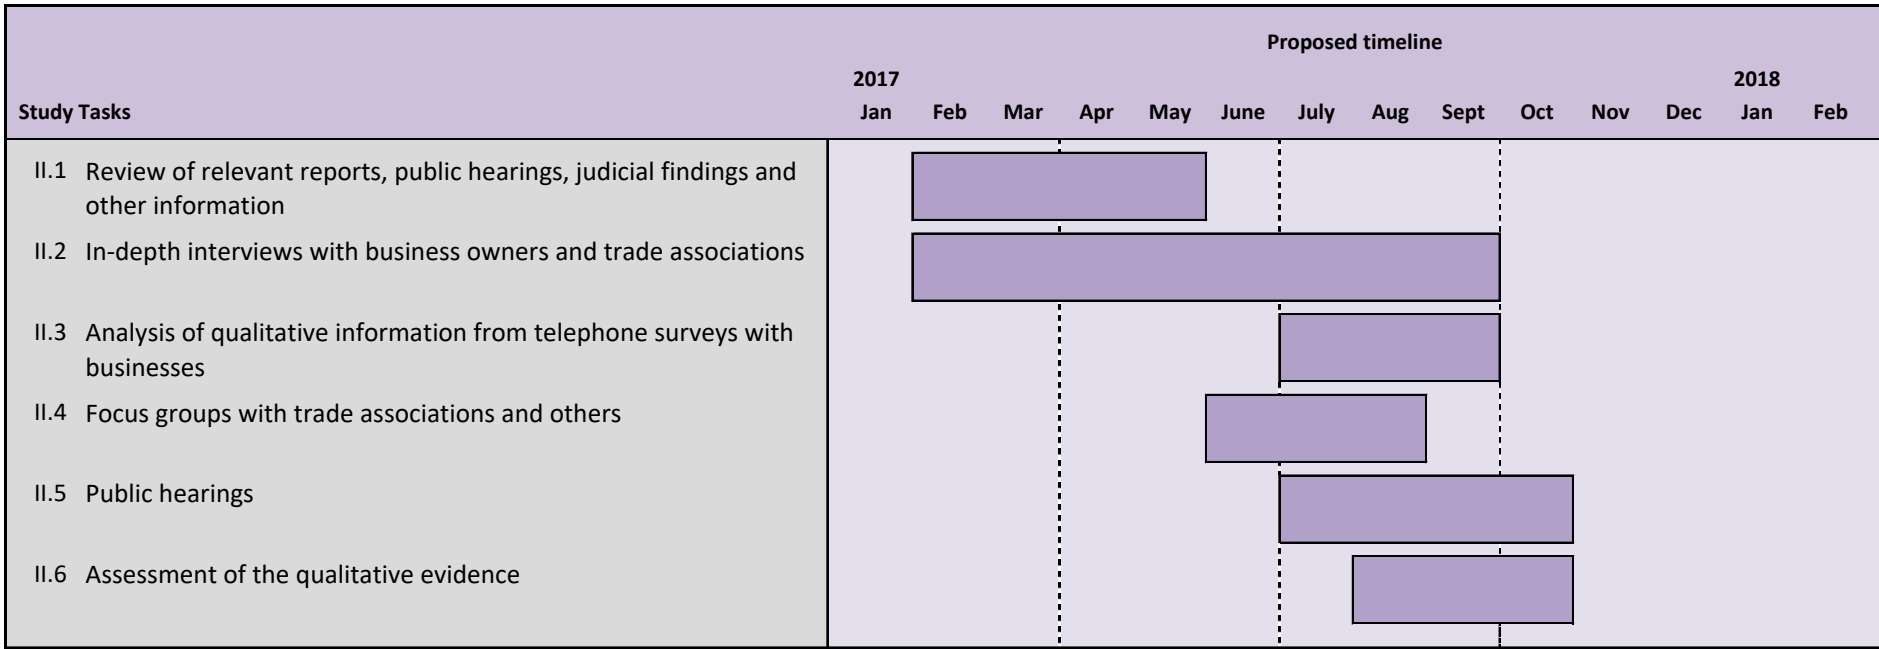 Proposed timeline
2017 2018
Study Tasks Jan Feb Mar Apr May June July Aug Sept Oct Nov Dec Jan Feb
II.1 Review of relevant reports, public hearings, judicial findings and
other information
II.2 In-depth interviews with business owners and trade associations
II.3 Analysis of qualitative information from telephone surveys with
businesses
II.4 Focus groups with trade associations and others
II.5 Public hearings
II.6 Assessment of the qualitative evidence